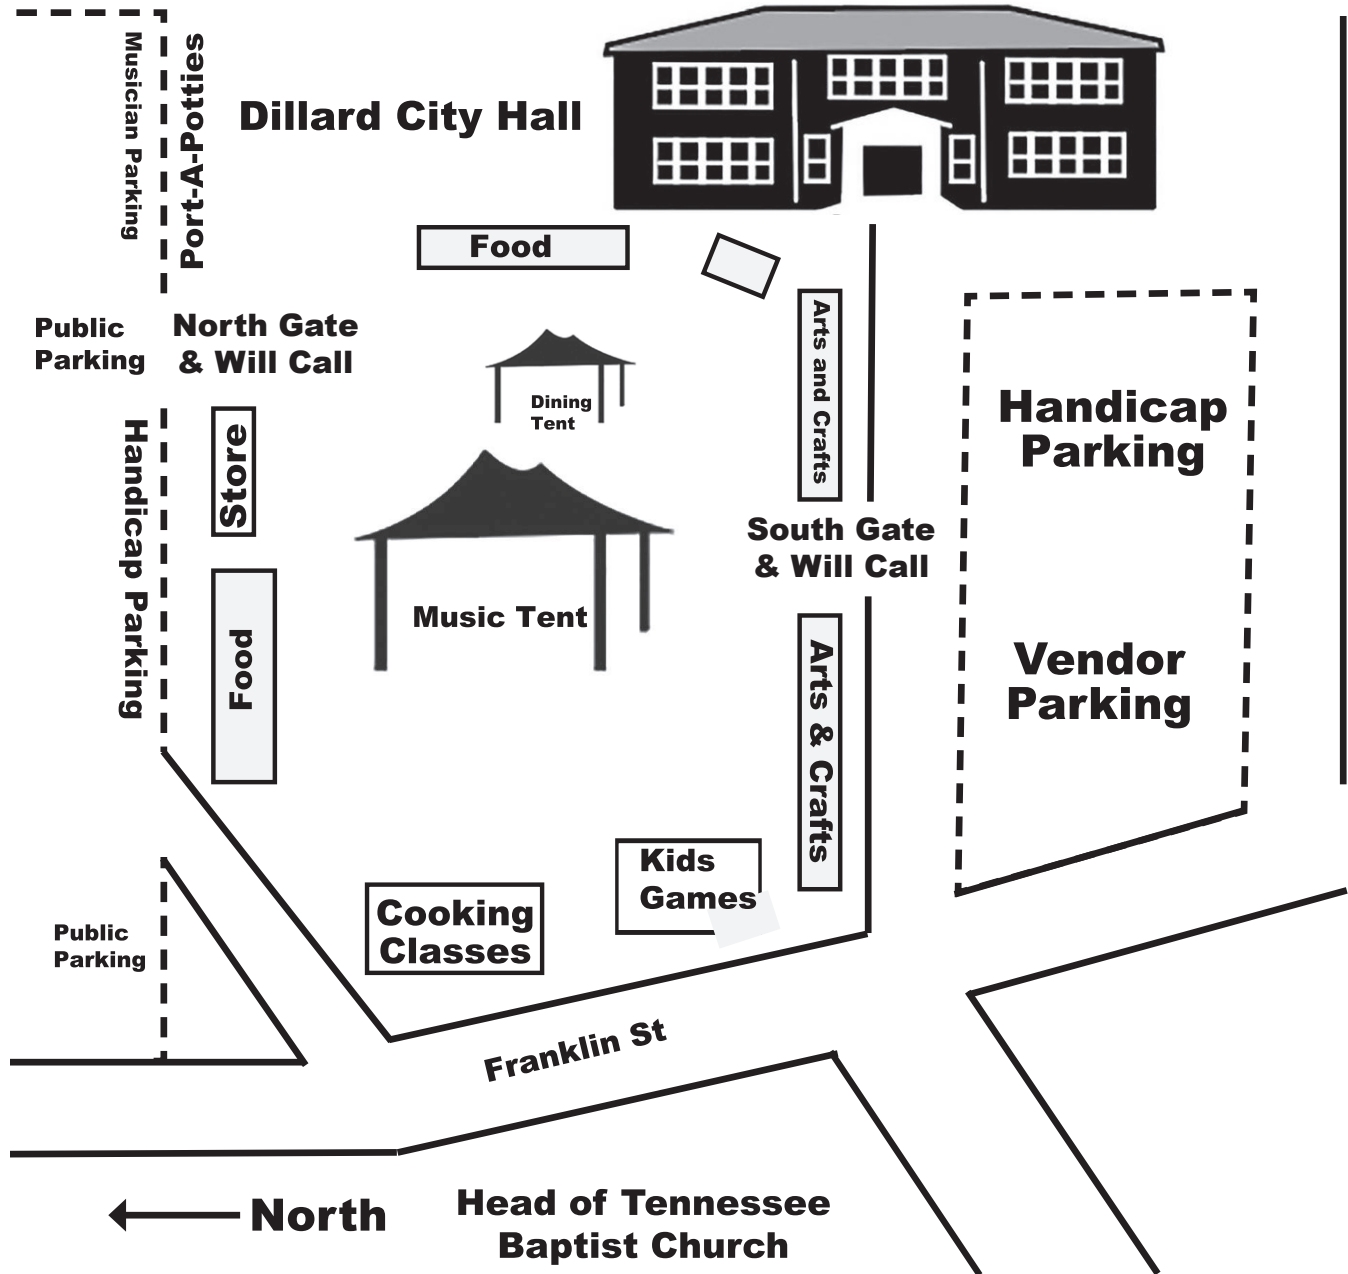 Musician Parking
Port-A-Potties
Dillard City Hall
Food
Public
Parking
North Gate
& Will Call
Dining
Tent
Arts and Crafts
Handicap
Parking
Handicap Parking
Store
South Gate
& Will Call
Music Tent
Food
Arts & Crafts
Vendor
Parking
Kids
Games
Cooking
Classes
Public
Parking
Franklin St
North
Head of Tennessee
Baptist Church